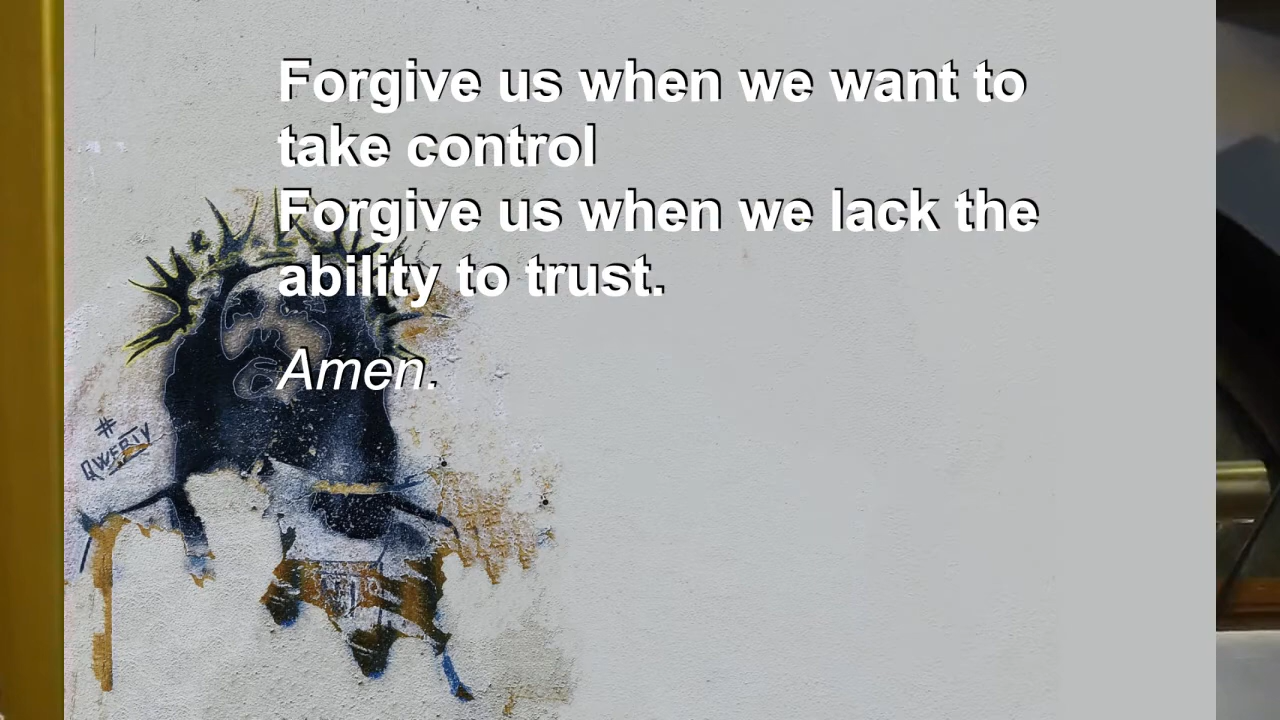 Forgive us when we want to
take control
Forgive us when we lack the
ability to trust.
Amen.
#
QWERTY